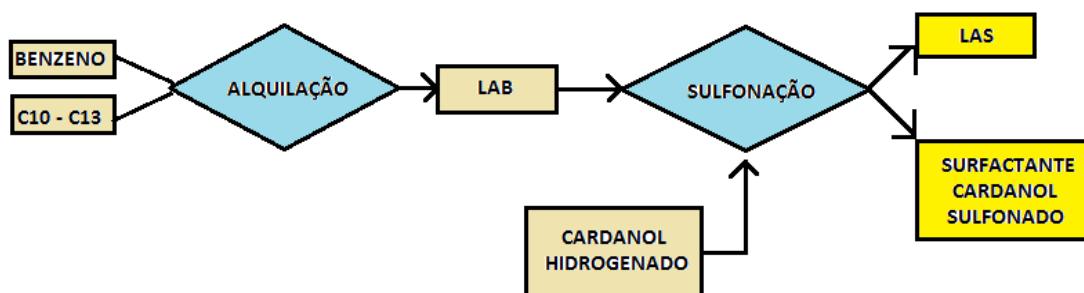 BENZENO
C10 - C13
ALQUILAÇÃO
LAB
SULFONAÇÃO
LAS
SURFACTANTE
CARDANOL
SULFONADO
CARDANOL
HIDROGENADO